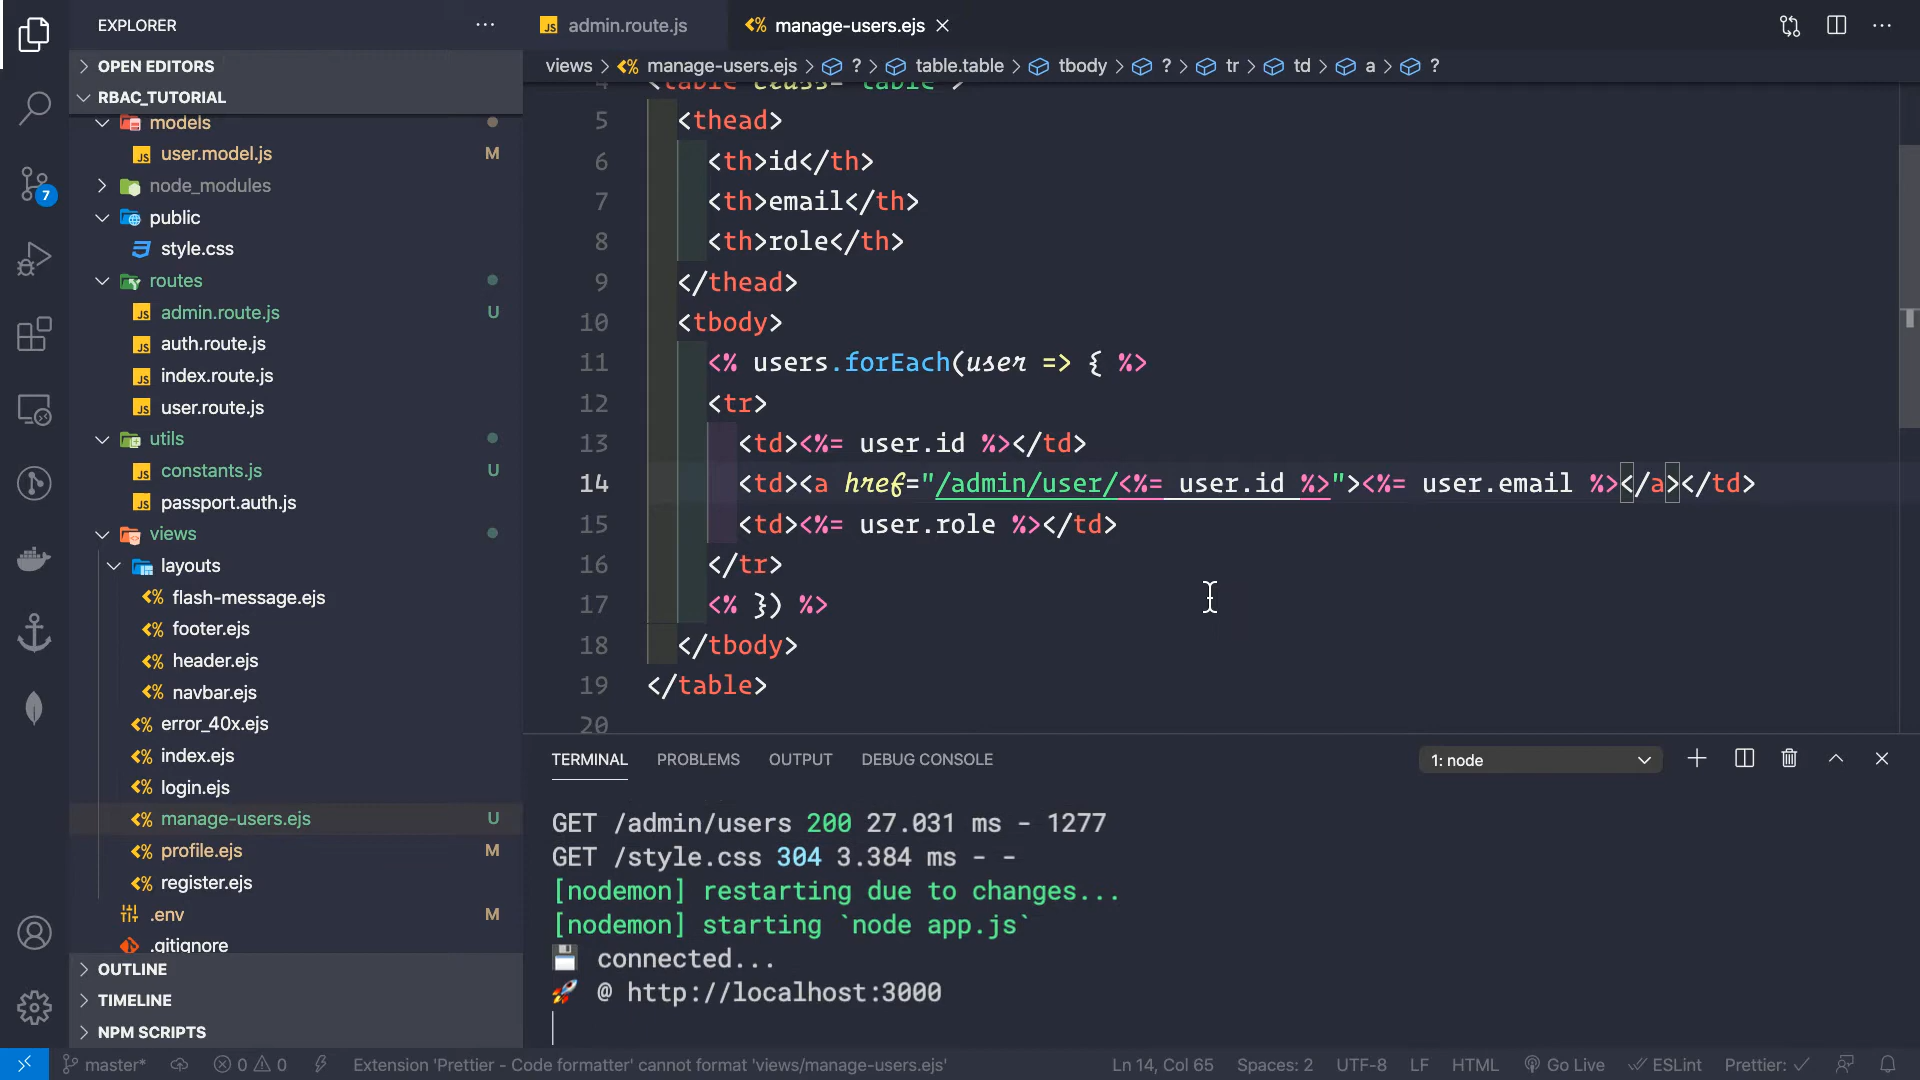 EXPLORER
admin.route.js
manage-users.ejs
OPEN EDITORS
views > manage-users.ejs > ? > table.table > tbody > ? > tr > td > a > ?
RBAC_TUTORIAL
models
user.model.js M
node_modules
public
style.css
routes
admin.route.js U
auth.route.js
index.route.js
user.route.js
utils
constants.js U
passport.auth.js
views
layouts
flash-message.ejs
footer.ejs
header.ejs
navbar.ejs
error_40x.ejs
index.ejs
login.ejs
manage-users.ejs U
profile.ejs M
register.ejs
.env M
.gitignore
OUTLINE
TIMELINE
NPM SCRIPTS
7
4 <table class="table">
5 <thead>
6 <th>id</th>
7 <th>email</th>
8 <th>role</th>
9 </thead>
10 <tbody>
11 <% users.forEach(user => { %>
12 <tr>
13 <td><%= user.id %></td>
14 <td><a href="/admin/user/<%= user.id %>"><%= user.email %></a></td>
15 <td><%= user.role %></td>
16 </tr>
17 <% }) %>
18 </tbody>
19 </table>
20
TERMINAL PROBLEMS OUTPUT DEBUG CONSOLE 1: node
GET /admin/users 200 27.031 ms - 1277
GET /style.css 304 3.384 ms - -
[nodemon] restarting due to changes...
[nodemon] starting `node app.js`
connected...
@ http://localhost:3000
master* 0 0 Extension 'Prettier - Code formatter' cannot format 'views/manage-users.ejs' Ln 14, Col 65 Spaces: 2 UTF-8 LF HTML Go Live ESLint Prettier: ✓